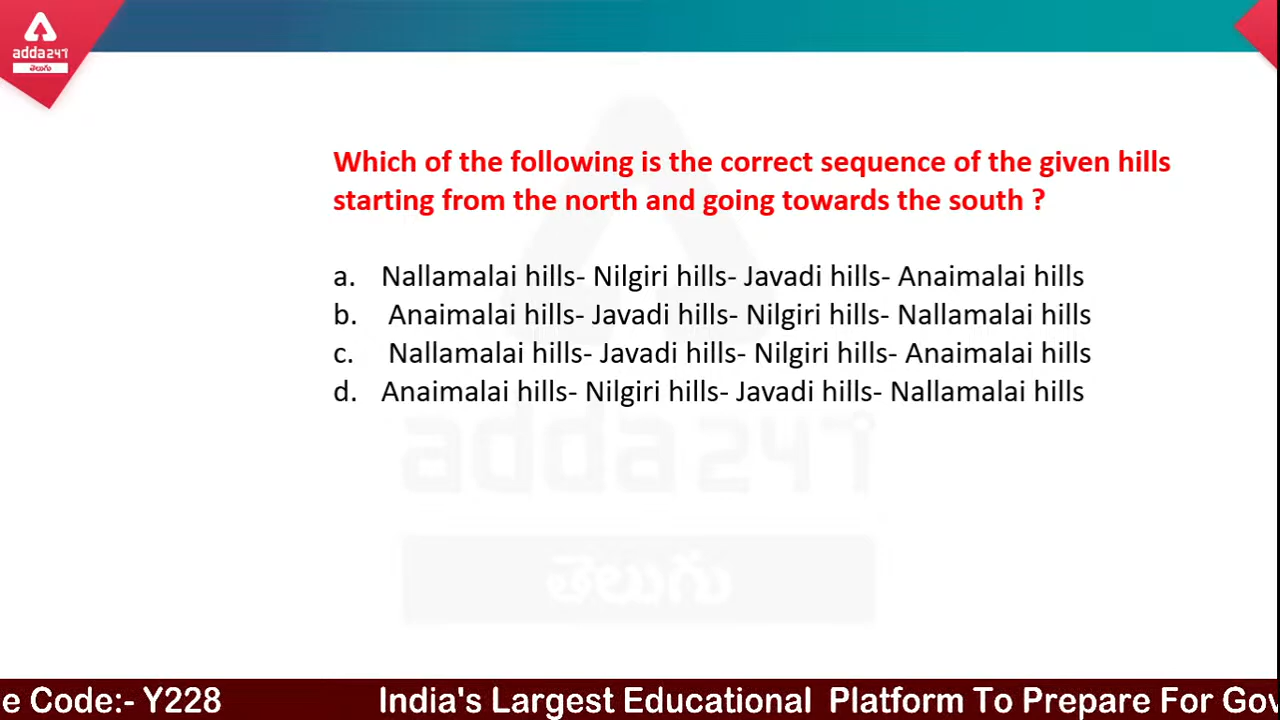 adda247
తెలుగు
Which of the following is the correct sequence of the given hills
starting from the north and going towards the south ?
a. Nallamalai hills- Nilgiri hills- Javadi hills- Anaimalai hills
b. Anaimalai hills- Javadi hills- Nilgiri hills- Nallamalai hills
c. Nallamalai hills- Javadi hills- Nilgiri hills- Anaimalai hills
d. Anaimalai hills- Nilgiri hills- Javadi hills- Nallamalai hills
adda247
తెలుగు
e Code:- Y228 India's Largest Educational Platform To Prepare For Gov